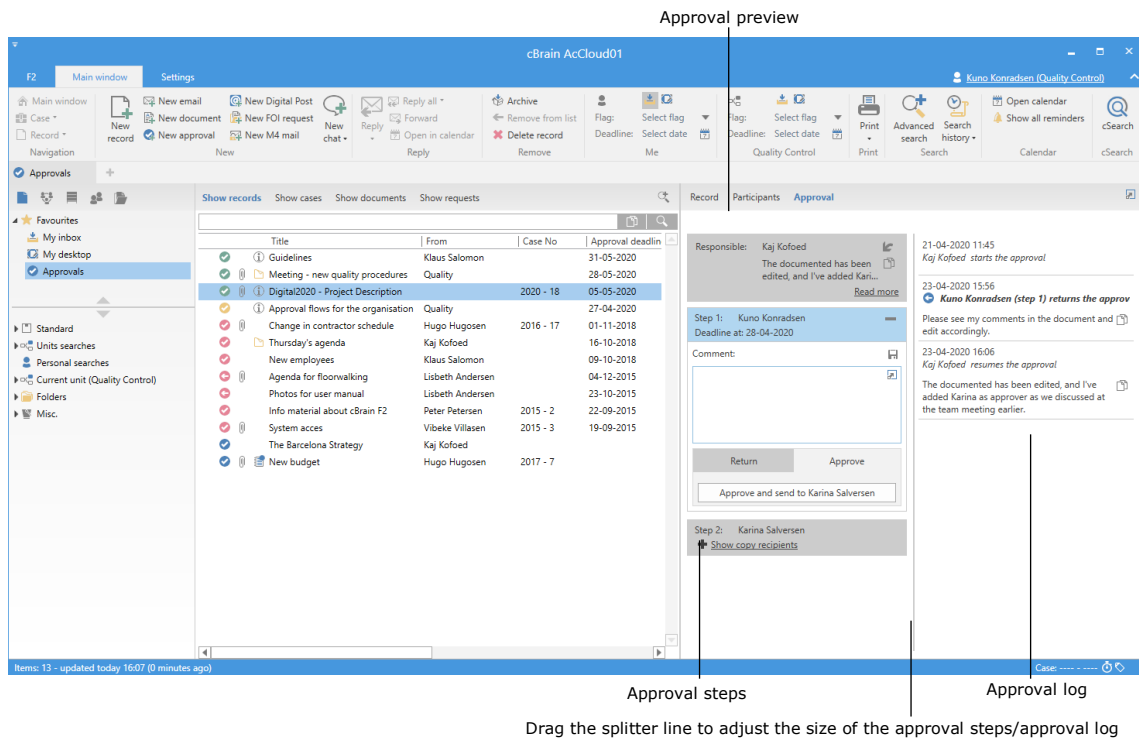 Approval preview
cBrain AcCloud01
F2 Main window Settings Kuno Konradsen (Quality Control)
Main window
Case
Record
Navigation
New record
New email
New document
New approval
New Digital Post
New FOI request
New M4 mail
New chat
New
Reply
Reply all
Forward
Open in calendar
Reply
Archive
Remove from list
Delete record
Remove
Flag: Select flag
Deadline: Select date
Me
Flag: Select flag
Deadline: Select date
Quality Control
Print
Print
Advanced search
Search history
Search
Open calendar
Show all reminders
Calendar
cSearch
cSearch
Approvals
Favourites
My inbox
My desktop
Approvals
Standard
Units searches
Personal searches
Current unit (Quality Control)
Folders
Misc.
Show records Show cases Show documents Show requests
Title From Case No Approval deadlin
Guidelines Klaus Salomon 31-05-2020
Meeting - new quality procedures Quality 28-05-2020
Digital2020 - Project Description 2020 - 18 05-05-2020
Approval flows for the organisation Quality 27-04-2020
Change in contractor schedule Hugo Hugosen 2016 - 17 01-11-2018
Thursday's agenda Kaj Kofoed 16-10-2018
New employees Klaus Salomon 09-10-2018
Agenda for floorwalking Lisbeth Andersen 04-12-2015
Photos for user manual Lisbeth Andersen 23-10-2015
Info material about cBrain F2 Peter Petersen 2015 - 2 22-09-2015
System acces Vibeke Villasen 2015 - 3 19-09-2015
The Barcelona Strategy Kaj Kofoed
New budget Hugo Hugosen 2017 - 7
Record Participants Approval
Responsible: Kaj Kofoed
The documented has been
edited, and I've added Kari...
Read more
Step 1: Kuno Konradsen
Deadline at: 28-04-2020
Comment:
Return Approve
Approve and send to Karina Salversen
Step 2: Karina Salversen
Show copy recipients
21-04-2020 11:45
Kaj Kofoed starts the approval
23-04-2020 15:56
Kuno Konradsen (step 1) returns the approv
Please see my comments in the document and
edit accordingly.
23-04-2020 16:06
Kaj Kofoed resumes the approval
The documented has been edited, and I've
added Karina as approver as we discussed at
the team meeting earlier.
Items: 13 - updated today 16:07 (0 minutes ago) Case: ---- - ----
Approval steps
Approval log
Drag the splitter line to adjust the size of the approval steps/approval log